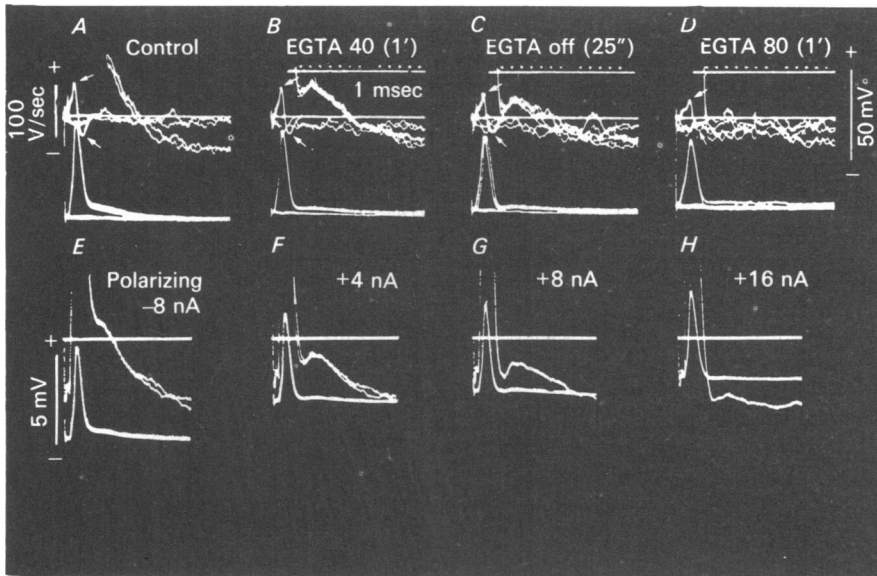 A
Control
B
EGTA 40 (1')
C
EGTA off (25″)
D
EGTA 80 (1')
+
100
V/sec
−
1 msec
+
50 mV
−
E
Polarizing
−8 nA
F
+4 nA
G
+8 nA
H
+16 nA
+
5 mV
−